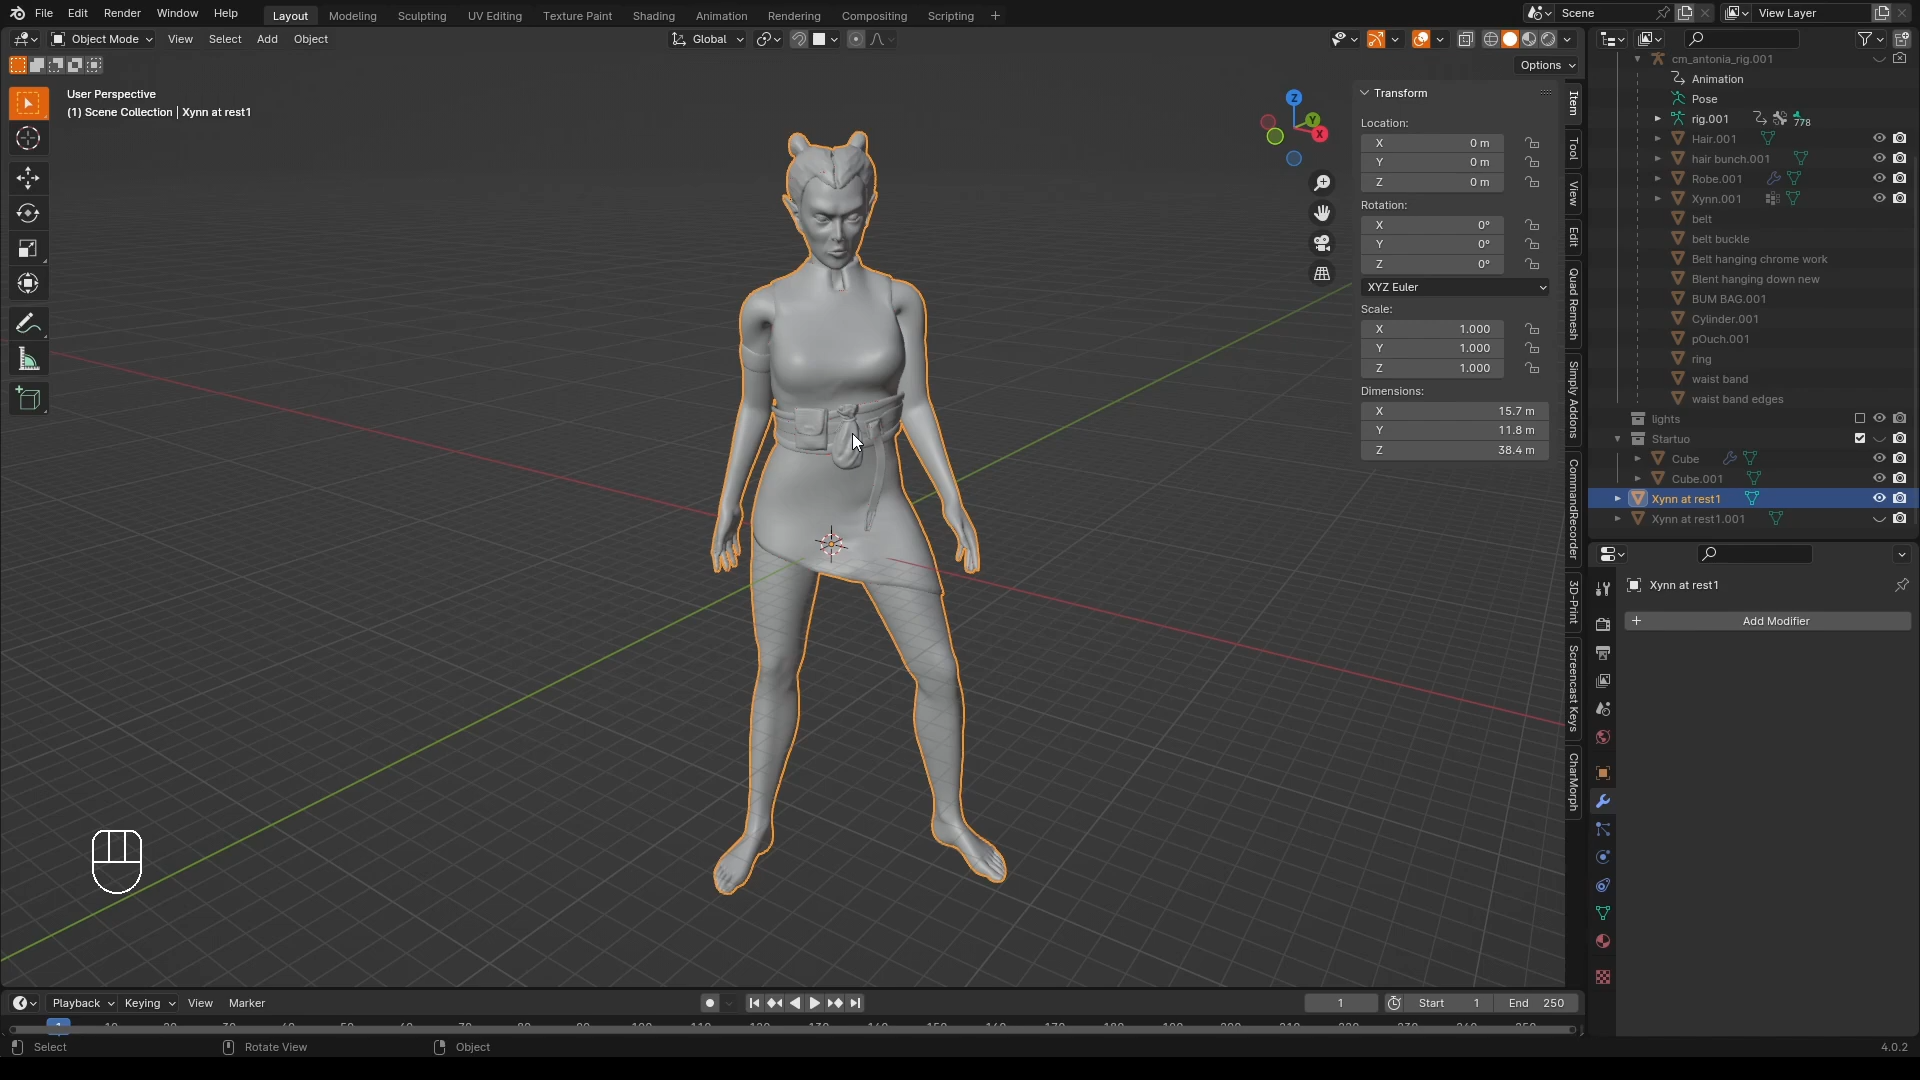 File Edit Render Window Help
Layout Modeling Sculpting UV Editing Texture Paint Shading Animation Rendering Compositing Scripting +
Scene
View Layer
Object Mode View Select Add Object
Global
Options
User Perspective
(1) Scene Collection | Xynn at rest1
Z
Y
X
Transform
Location:
X 0 m
Y 0 m
Z 0 m
Rotation:
X 0°
Y 0°
Z 0°
XYZ Euler
Scale:
X 1.000
Y 1.000
Z 1.000
Dimensions:
X 15.7 m
Y 11.8 m
Z 38.4 m
Item
Tool
View
Edit
Quad Remesh
Simply Addons
CommandRecorder
3D-Print
Screencast Keys
CharMorph
cm_antonia_rig.001
Animation
Pose
rig.001 778
Hair.001
hair bunch.001
Robe.001
Xynn.001
belt
belt buckle
Belt hanging chrome work
Blent hanging down new
BUM BAG.001
Cylinder.001
pOuch.001
ring
waist band
waist band edges
lights
Startuo
Cube
Cube.001
Xynn at rest1
Xynn at rest1.001
Xynn at rest1
+ Add Modifier
Playback Keying View Marker
1 Start 1 End 250
Select Rotate View Object
4.0.2